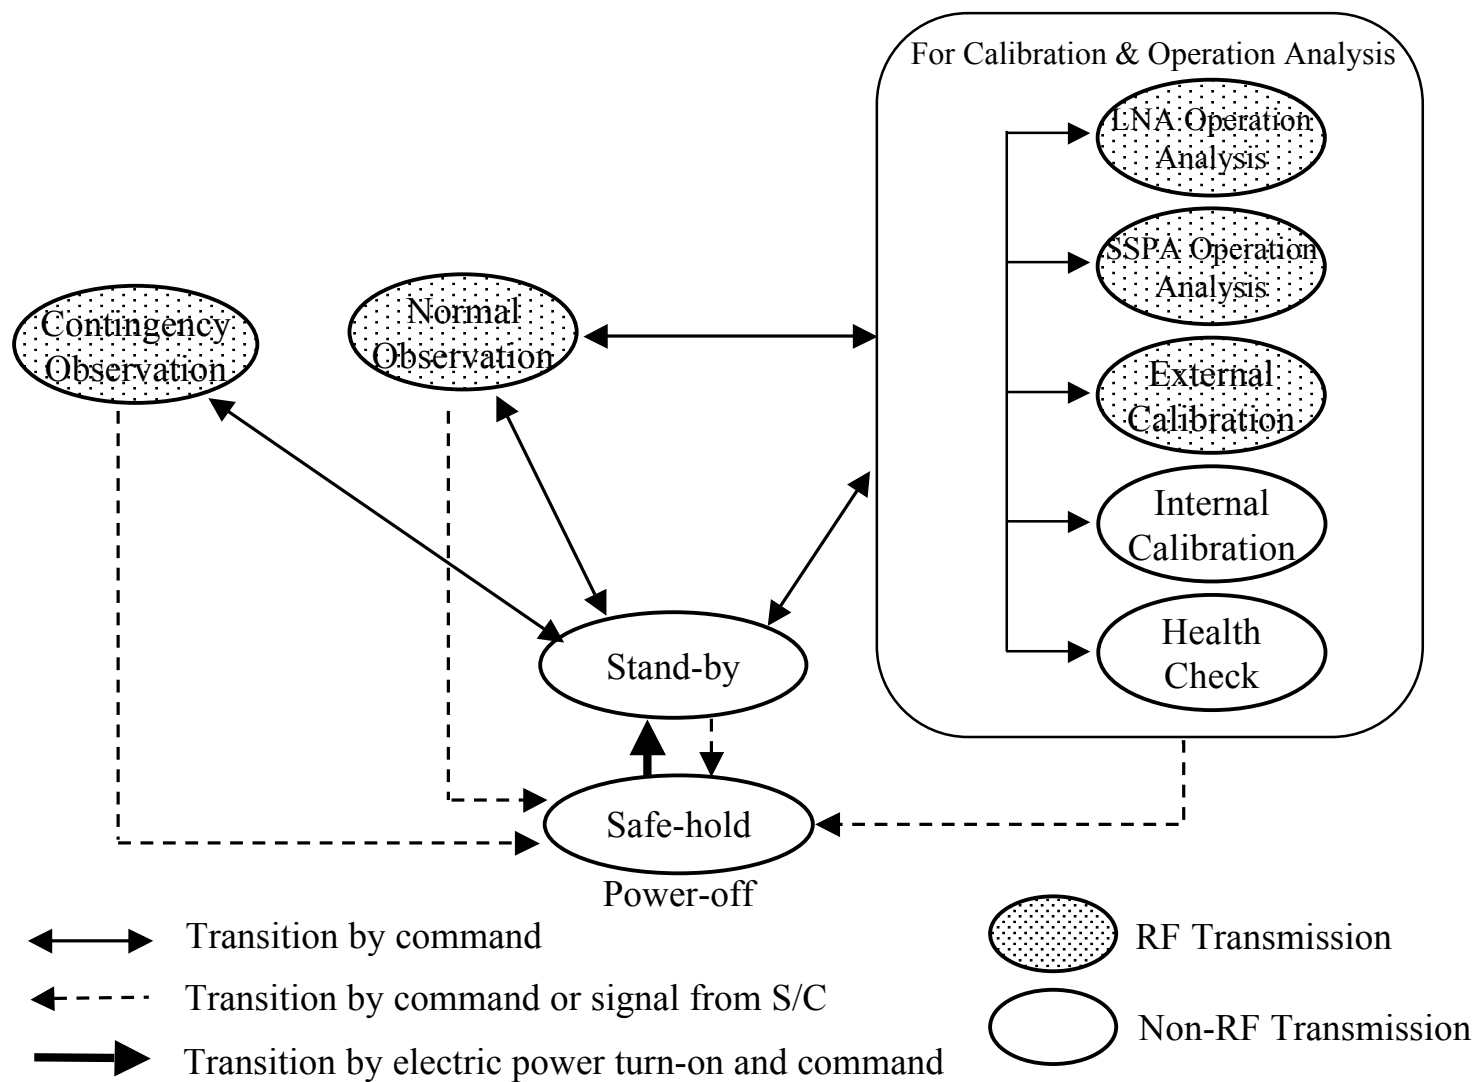 For Calibration & Operation Analysis
LNA Operation
Analysis
SSPA Operation
Analysis
External
Calibration
Internal
Calibration
Health
Check
Contingency
Observation
Normal
Observation
Stand-by
Safe-hold
Power-off
Transition by command
Transition by command or signal from S/C
Transition by electric power turn-on and command
RF Transmission
Non-RF Transmission